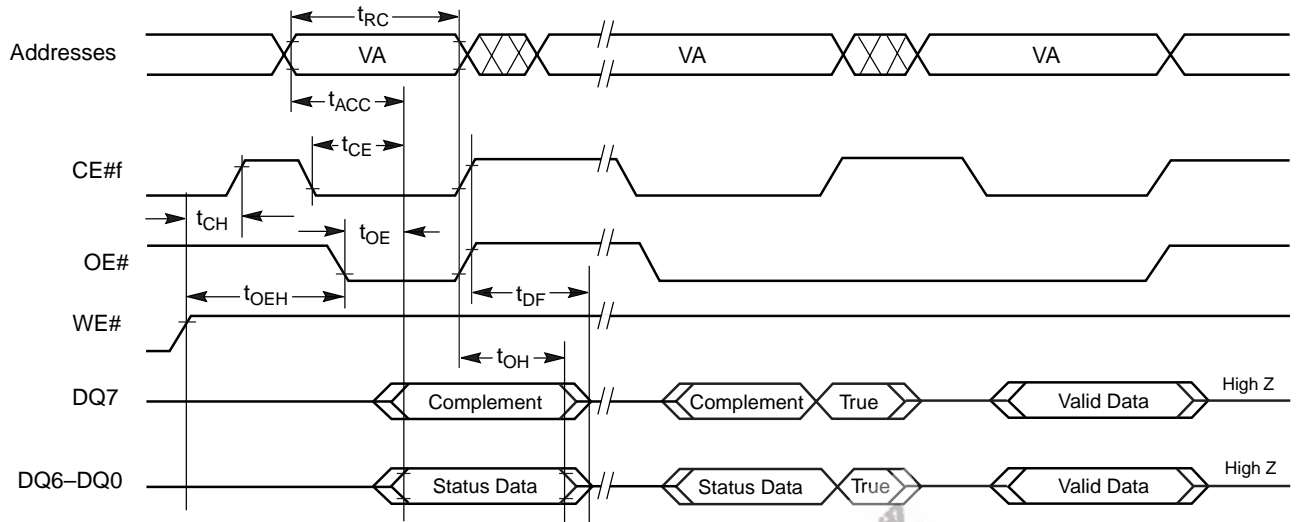 tRC
Addresses VA VA VA
tACC
tCE
CE#f
tCH tOE
OE#
tOEH tDF
WE#
tOH
DQ7 Complement Complement True Valid Data High Z
DQ6–DQ0 Status Data Status Data True Valid Data High Z